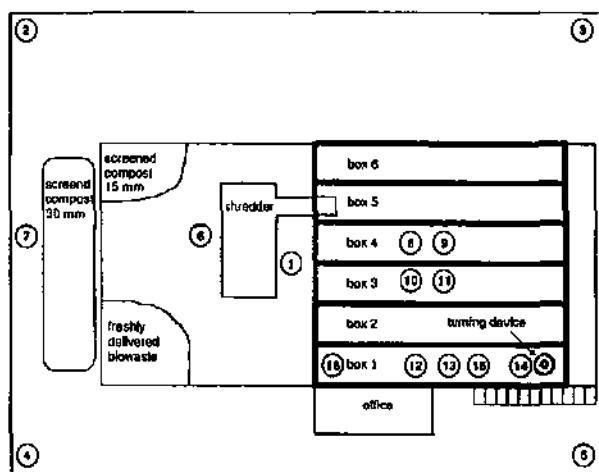 2
3
screened
compost
15 mm
box 6
screend
compost
30 mm
shredder
box 5
7
6
1
box 4
8
9
box 3
10
11
freshly
delivered
biowaste
box 2
turning device
16
box 1
12
13
15
14
office
4
5